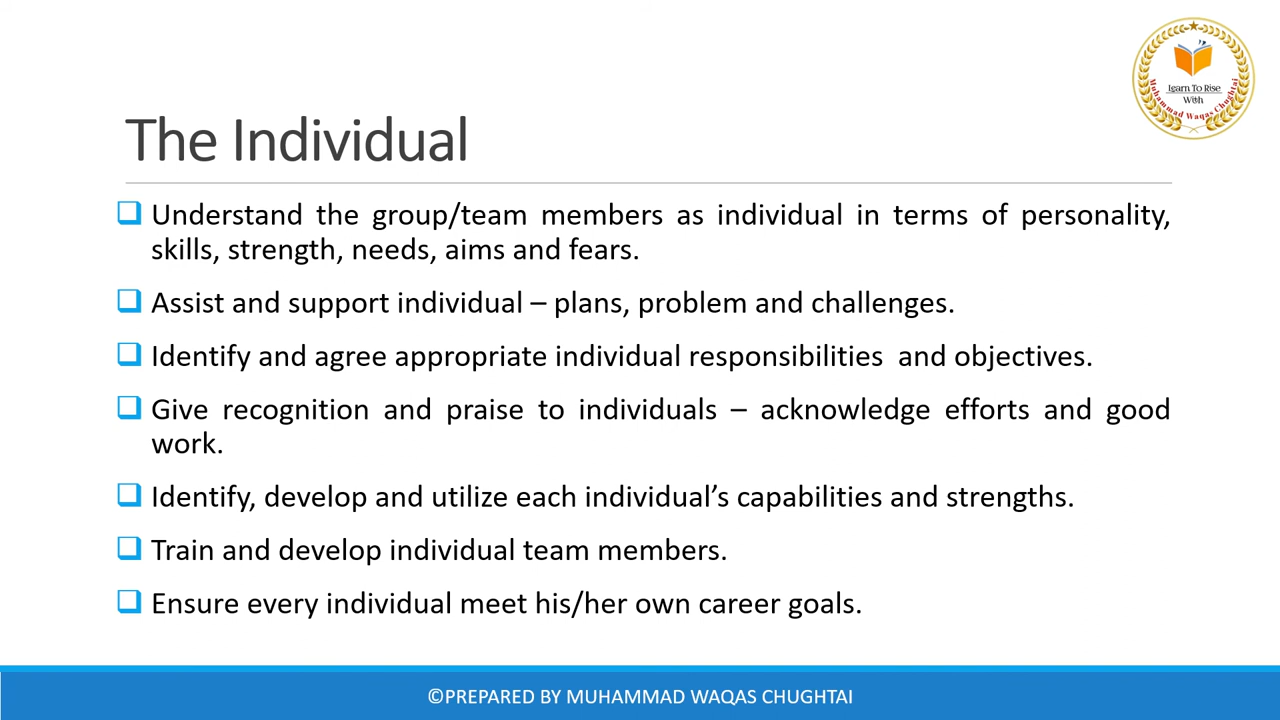 Learn To Rise
With
Muhammad Waqas Chughtai
The Individual
❑ Understand the group/team members as individual in terms of personality,
skills, strength, needs, aims and fears.
❑ Assist and support individual – plans, problem and challenges.
❑ Identify and agree appropriate individual responsibilities  and objectives.
❑ Give recognition and praise to individuals – acknowledge efforts and good
work.
❑ Identify, develop and utilize each individual’s capabilities and strengths.
❑ Train and develop individual team members.
❑ Ensure every individual meet his/her own career goals.
©PREPARED BY MUHAMMAD WAQAS CHUGHTAI